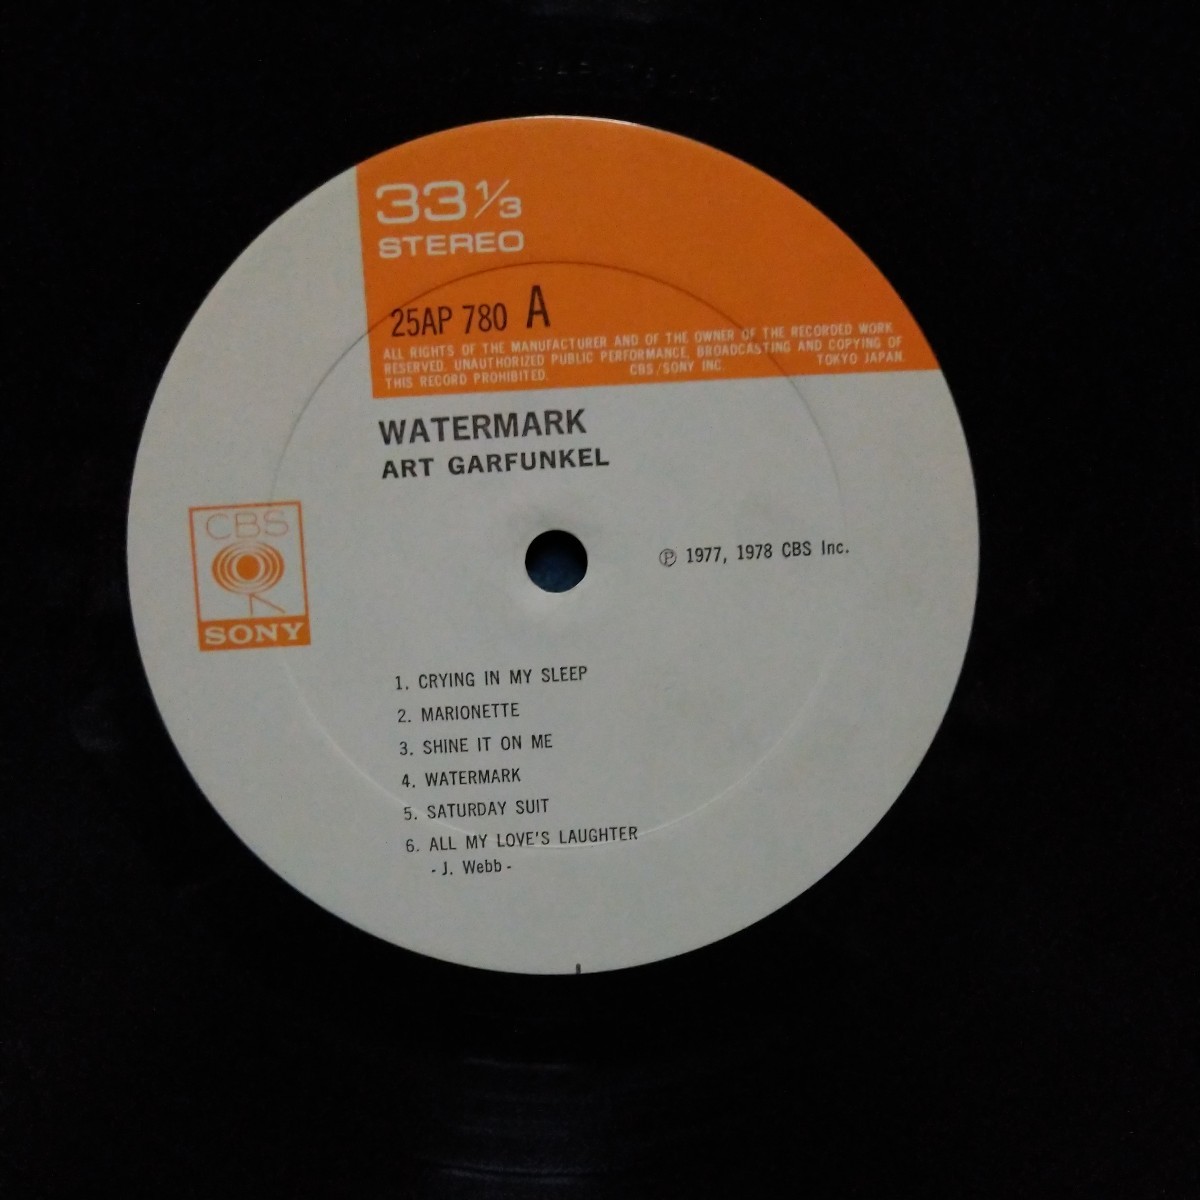 33 1/3
STEREO
25AP 780 A
ALL RIGHTS OF THE MANUFACTURER AND OF THE OWNER OF THE RECORDED WORK
RESERVED. UNAUTHORIZED PUBLIC PERFORMANCE, BROADCASTING AND COPYING OF
THIS RECORD PROHIBITED. CBS/SONY INC. TOKYO JAPAN.
WATERMARK
ART GARFUNKEL
CBS
SONY
℗ 1977, 1978 CBS Inc.
1. CRYING IN MY SLEEP
2. MARIONETTE
3. SHINE IT ON ME
4. WATERMARK
5. SATURDAY SUIT
6. ALL MY LOVE'S LAUGHTER
- J. Webb -